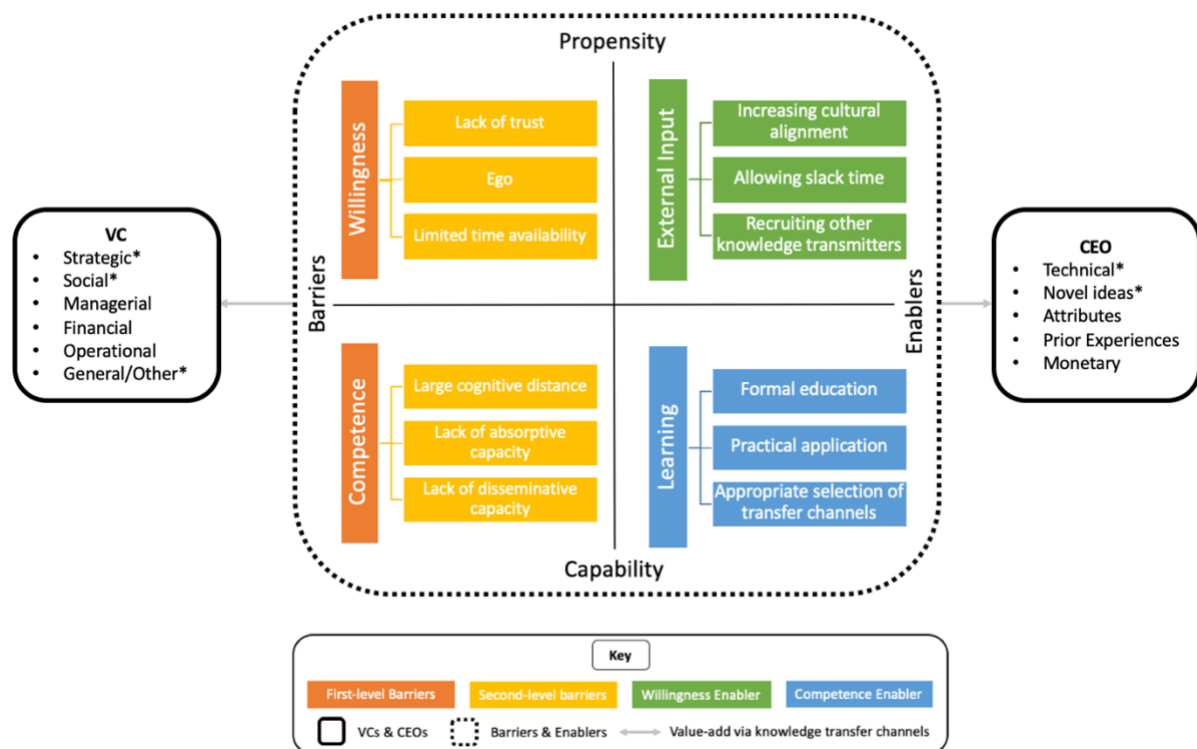 Propensity
Willingness
Lack of trust
Ego
Limited time availability
External Input
Increasing cultural
alignment
Allowing slack time
Recruiting other
knowledge transmitters
VC
• Strategic*
• Social*
• Managerial
• Financial
• Operational
• General/Other*
Barriers
Enablers
CEO
• Technical*
• Novel ideas*
• Attributes
• Prior Experiences
• Monetary
Competence
Large cognitive distance
Lack of absorptive
capacity
Lack of disseminative
capacity
Learning
Formal education
Practical application
Appropriate selection of
transfer channels
Capability
Key
First-level Barriers
Second-level barriers
Willingness Enabler
Competence Enabler
VCs & CEOs
Barriers & Enablers
Value-add via knowledge transfer channels